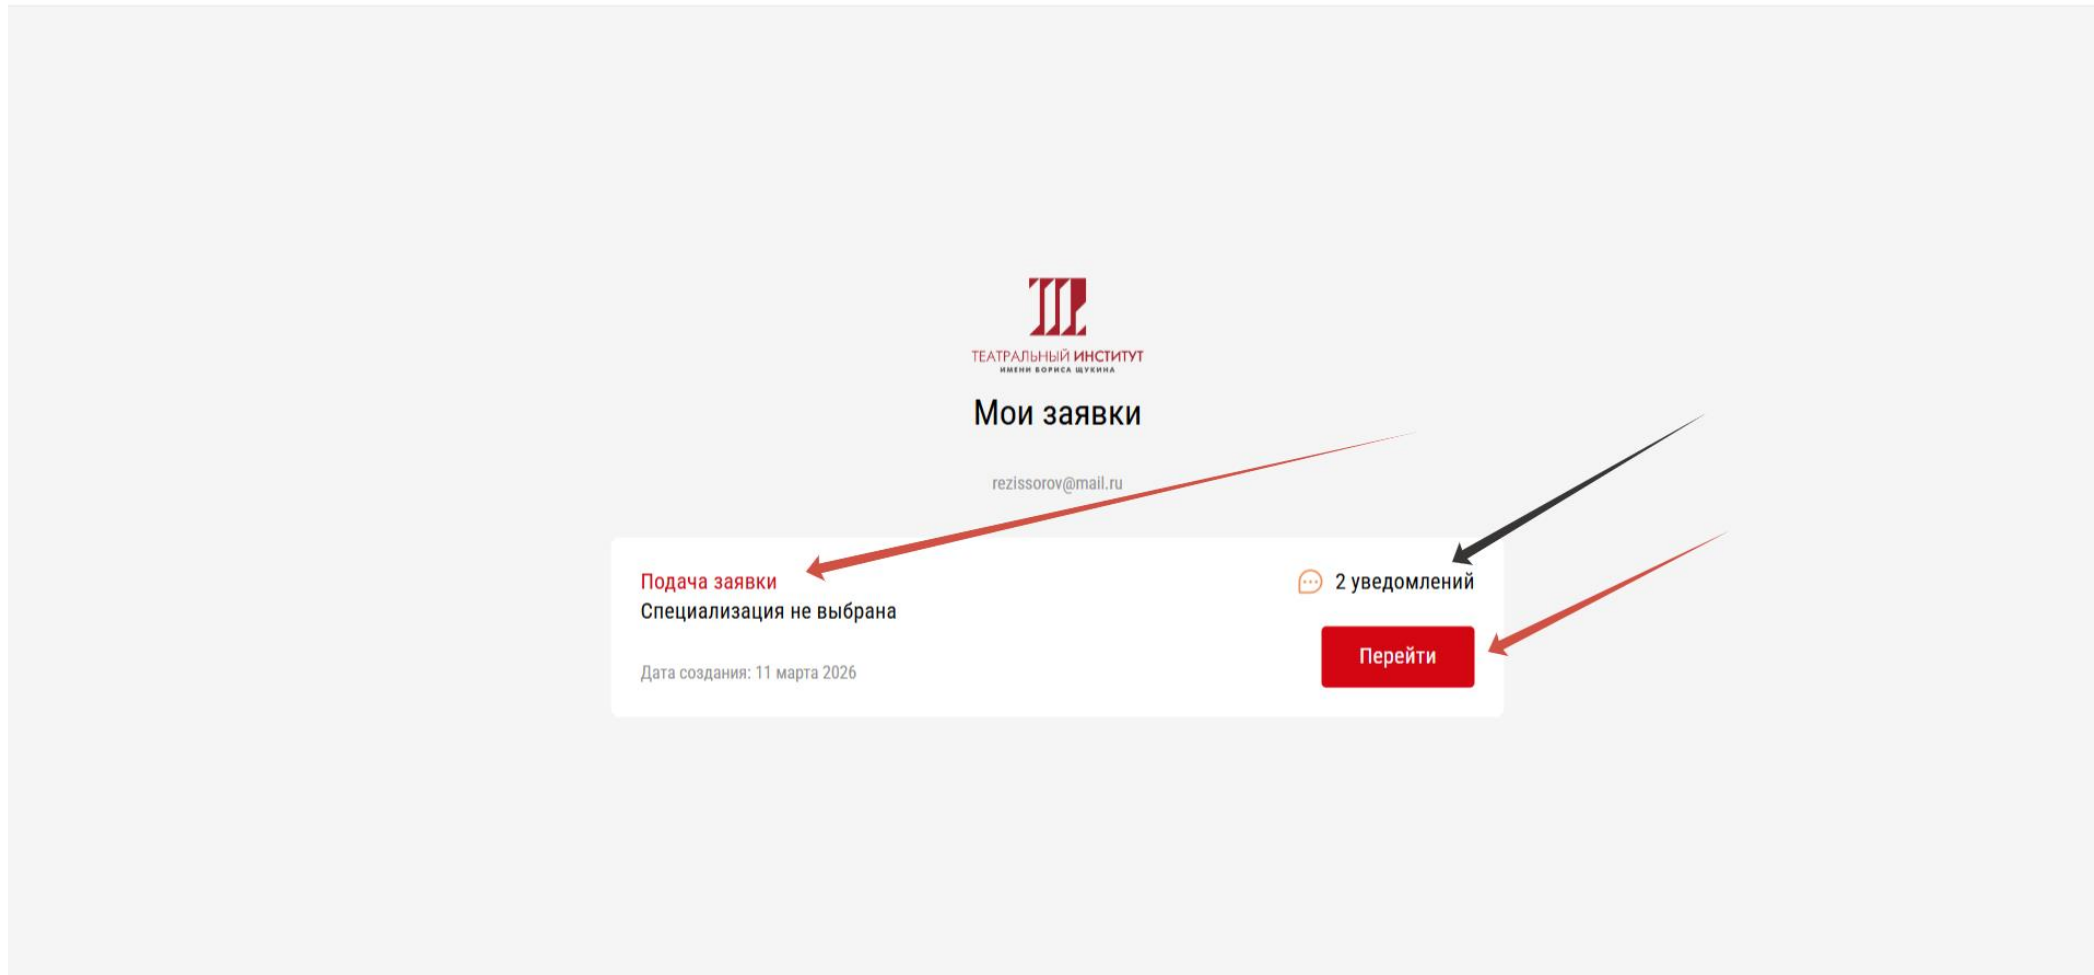 ТЕАТРАЛЬНЫЙ ИНСТИТУТ
ИМЕНИ БОРИСА ЩУКИНА
Мои заявки
rezissorov@mail.ru
Подача заявки
2 уведомлений
Специализация не выбрана
Перейти
Дата создания: 11 марта 2026